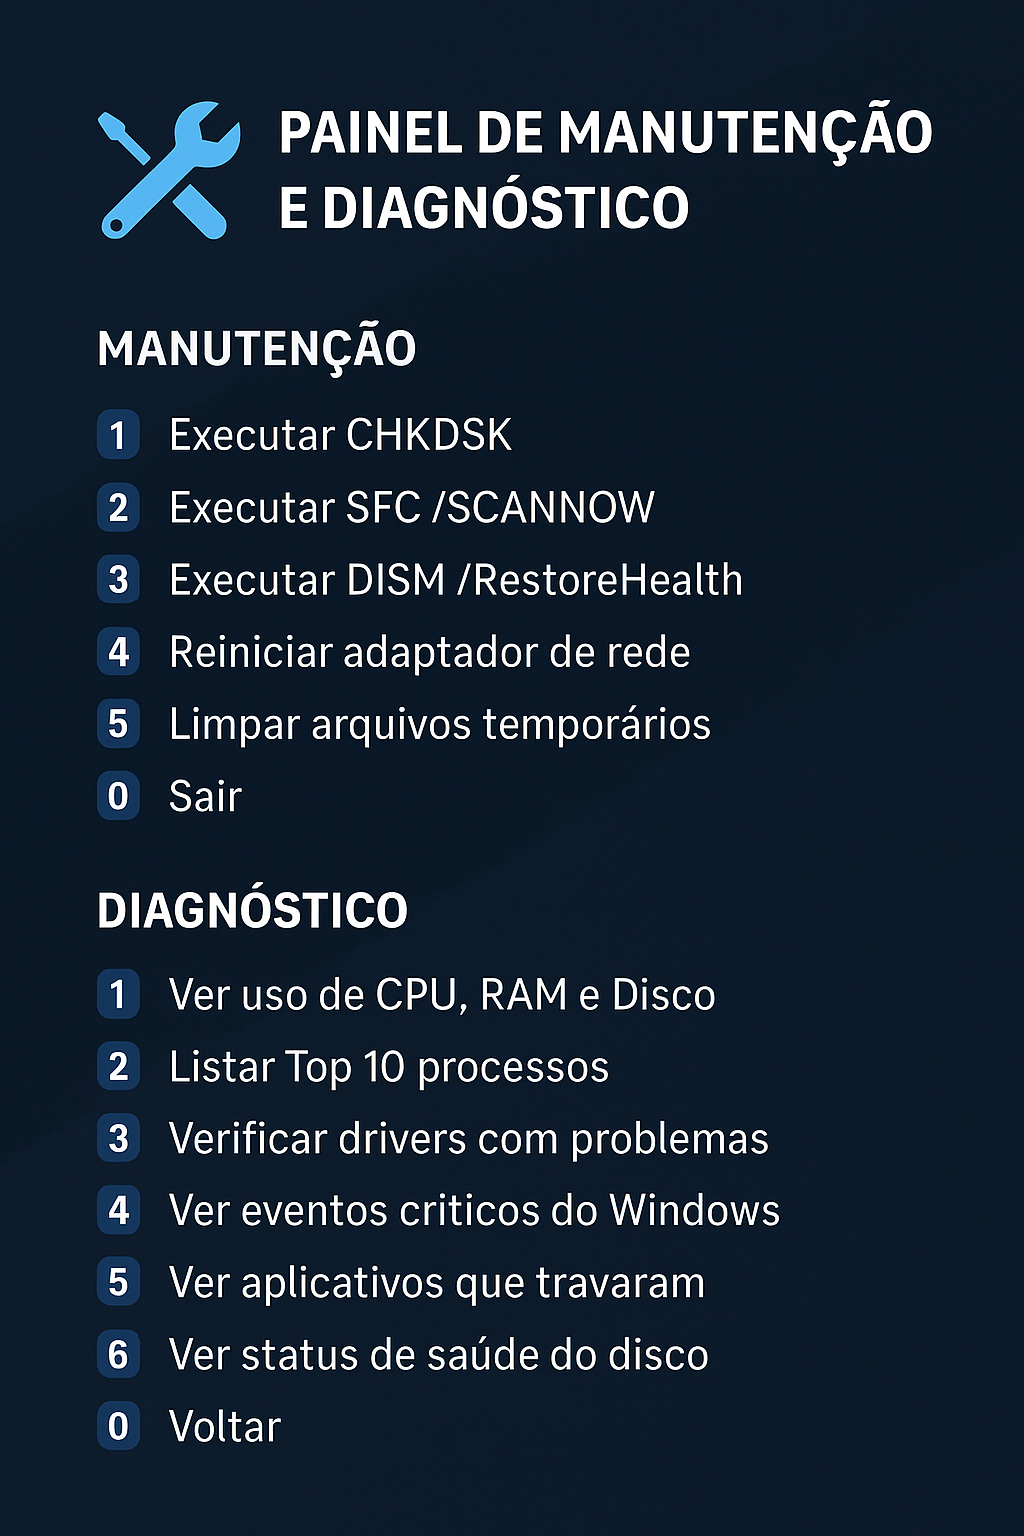 PAINEL DE MANUTENÇÃO
E DIAGNÓSTICO
MANUTENÇÃO
1 Executar CHKDSK
2 Executar SFC /SCANNOW
3 Executar DISM /RestoreHealth
4 Reiniciar adaptador de rede
5 Limpar arquivos temporários
0 Sair
DIAGNÓSTICO
1 Ver uso de CPU, RAM e Disco
2 Listar Top 10 processos
3 Verificar drivers com problemas
4 Ver eventos criticos do Windows
5 Ver aplicativos que travaram
6 Ver status de saúde do disco
0 Voltar